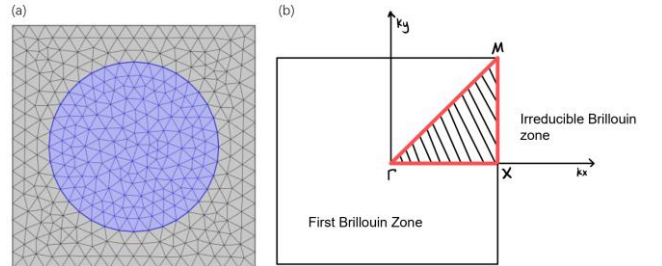 (a)
(b)
ky
M
Irreducible Brillouin
zone
Γ
X
kx
First Brillouin Zone